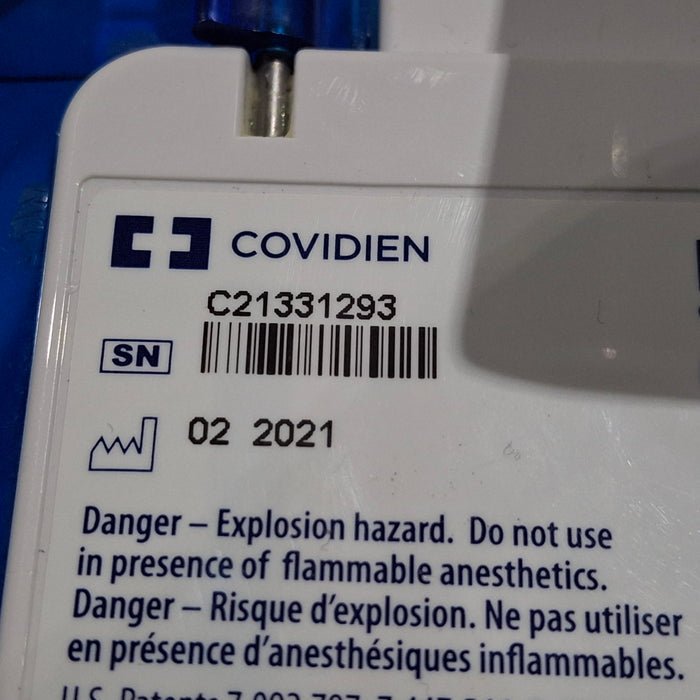 COVIDIEN
C21331293
SN
02 2021
Danger – Explosion hazard. Do not use
in presence of flammable anesthetics.
Danger – Risque d'explosion. Ne pas utiliser
en présence d'anesthésiques inflammables.
U.S. Patents